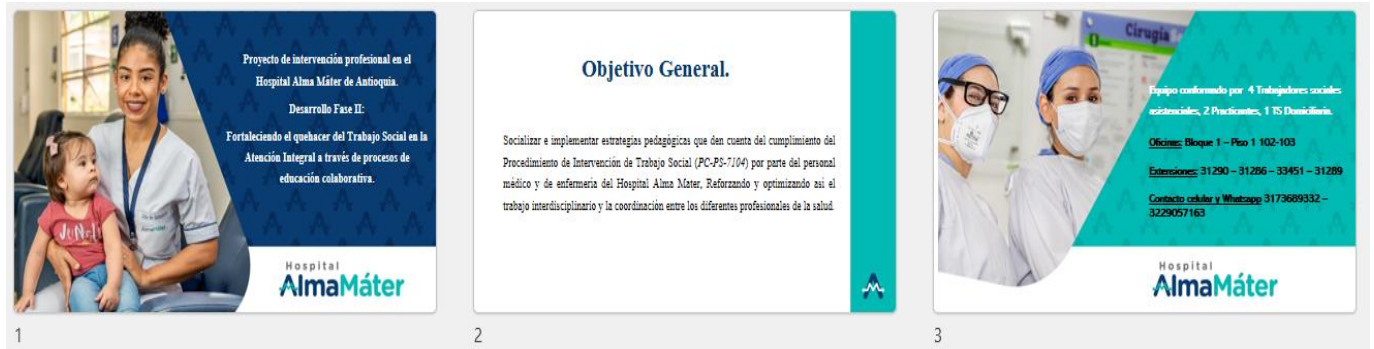 Proyecto de intervención profesional en el
Hospital Alma Máter de Antioquia.
Desarrollo Fase II:
Fortaleciendo el quehacer del Trabajo Social en la
Atención Integral a través de procesos de
educación colaborativa.
Hospital
AlmaMáter
1
Objetivo General.
Socializar e implementar estrategias pedagógicas que den cuenta del cumplimiento del
Procedimiento de Intervención de Trabajo Social (PC-PS-7104) por parte del personal
médico y de enfermería del Hospital Alma Mater, Reforzando y optimizando así el
trabajo interdisciplinario y la coordinación entre los diferentes profesionales de la salud.
2
Cirugía
Equipo conformado por 4 Trabajadores sociales
asistenciales, 2 Practicantes, 1 TS Domiciliaria.
Oficinas: Bloque 1 – Piso 1 102-103
Extensiones: 31290 – 31286 – 33451 – 31289
Contacto celular y Whatsapp 3173689332 –
3229057163
Hospital
AlmaMáter
3